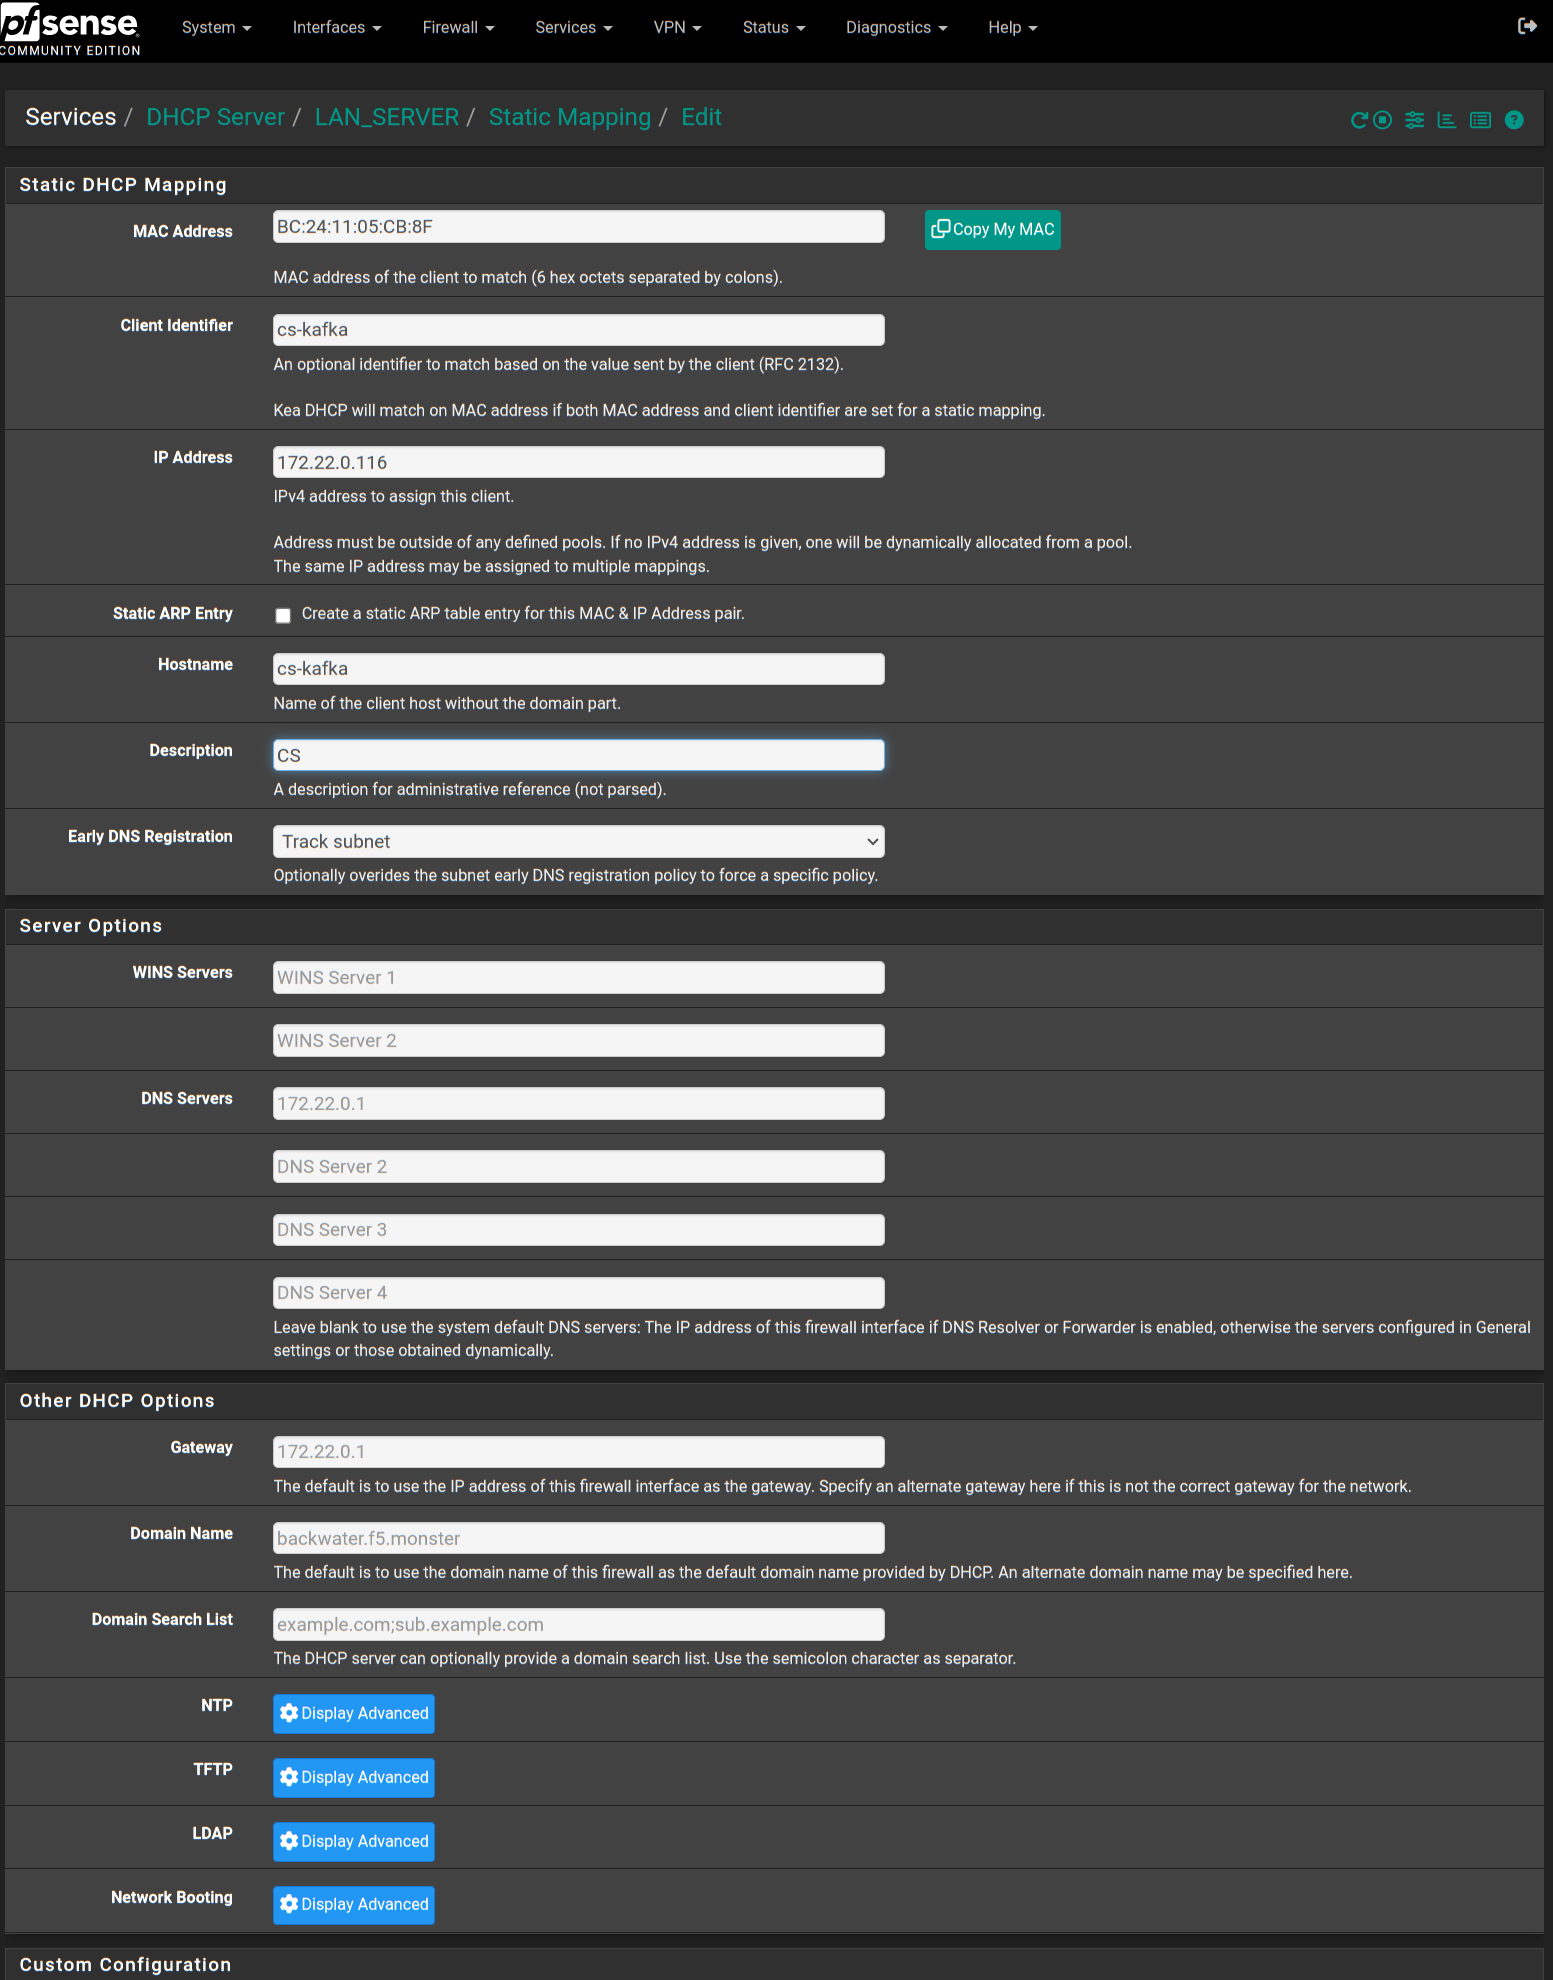 pfsense
COMMUNITY EDITION
System Interfaces Firewall Services VPN Status Diagnostics Help
Services / DHCP Server / LAN_SERVER / Static Mapping / Edit
Static DHCP Mapping
MAC Address
BC:24:11:05:CB:8F
Copy My MAC
MAC address of the client to match (6 hex octets separated by colons).
Client Identifier
cs-kafka
An optional identifier to match based on the value sent by the client (RFC 2132).
Kea DHCP will match on MAC address if both MAC address and client identifier are set for a static mapping.
IP Address
172.22.0.116
IPv4 address to assign this client.
Address must be outside of any defined pools. If no IPv4 address is given, one will be dynamically allocated from a pool.
The same IP address may be assigned to multiple mappings.
Static ARP Entry
Create a static ARP table entry for this MAC & IP Address pair.
Hostname
cs-kafka
Name of the client host without the domain part.
Description
CS
A description for administrative reference (not parsed).
Early DNS Registration
Track subnet
Optionally overides the subnet early DNS registration policy to force a specific policy.
Server Options
WINS Servers
WINS Server 1
WINS Server 2
DNS Servers
172.22.0.1
DNS Server 2
DNS Server 3
DNS Server 4
Leave blank to use the system default DNS servers: The IP address of this firewall interface if DNS Resolver or Forwarder is enabled, otherwise the servers configured in General
settings or those obtained dynamically.
Other DHCP Options
Gateway
172.22.0.1
The default is to use the IP address of this firewall interface as the gateway. Specify an alternate gateway here if this is not the correct gateway for the network.
Domain Name
backwater.f5.monster
The default is to use the domain name of this firewall as the default domain name provided by DHCP. An alternate domain name may be specified here.
Domain Search List
example.com;sub.example.com
The DHCP server can optionally provide a domain search list. Use the semicolon character as separator.
NTP
Display Advanced
TFTP
Display Advanced
LDAP
Display Advanced
Network Booting
Display Advanced
Custom Configuration